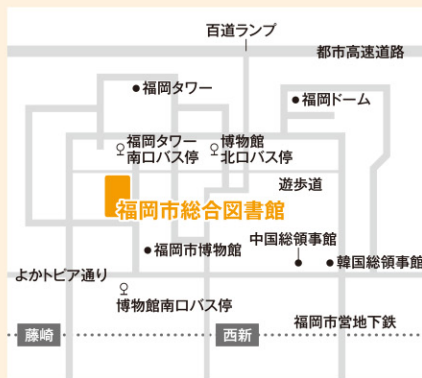 百道ランプ
都市高速道路
福岡タワー
福岡ドーム
福岡タワー
南口バス停
博物館
北口バス停
遊歩道
福岡市総合図書館
中国総領事館
福岡市博物館
韓国総領事館
よかトピア通り
博物館南口バス停
福岡市営地下鉄
藤崎
西新